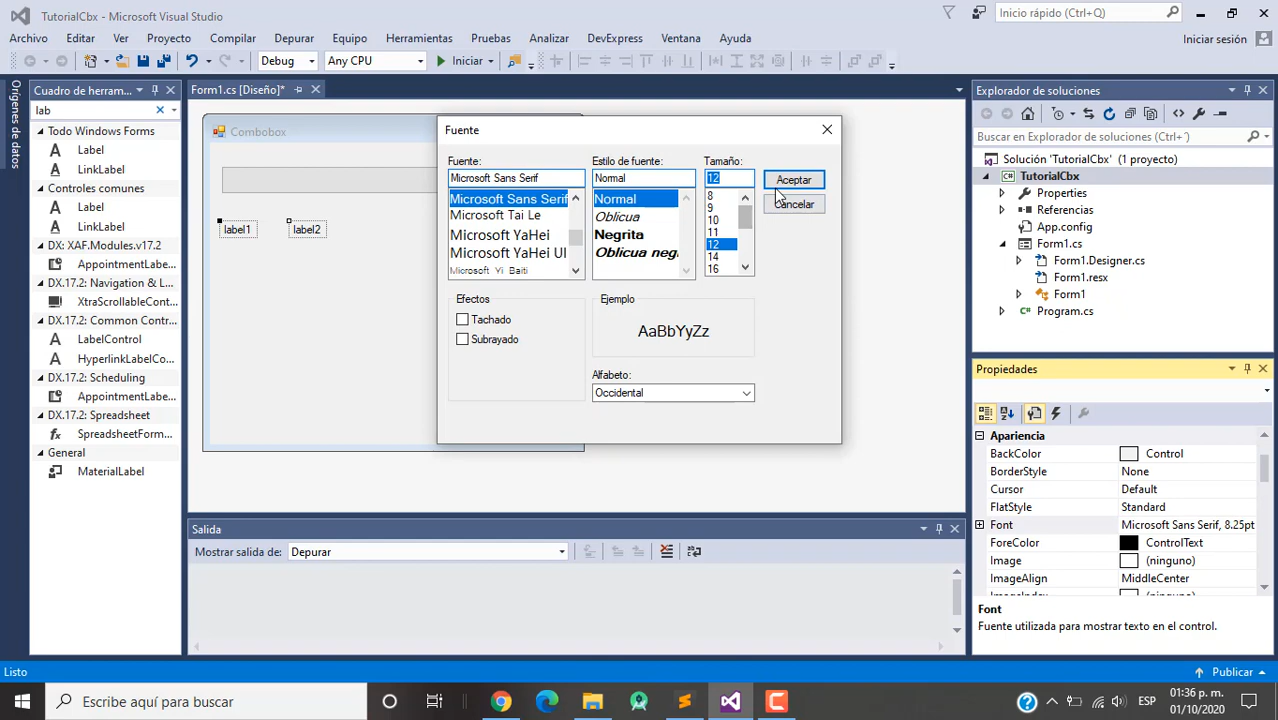 TutorialCbx - Microsoft Visual Studio
Inicio rápido (Ctrl+Q)
Archivo Editar Ver Proyecto Compilar Depurar Equipo Herramientas Pruebas Analizar DevExpress Ventana Ayuda
Iniciar sesión
Debug Any CPU Iniciar
Orígenes de datos
Cuadro de herram...
lab
Todo Windows Forms
Label
LinkLabel
Controles comunes
Label
LinkLabel
DX: XAF.Modules.v17.2
AppointmentLabe...
DX.17.2: Navigation & L
XtraScrollableCont...
DX.17.2: Common Contr...
LabelControl
HyperlinkLabelCo...
DX.17.2: Scheduling
AppointmentLabe...
DX.17.2: Spreadsheet
SpreadsheetForm...
General
MaterialLabel
Form1.cs [Diseño]*
Combobox
label1 label2
Fuente
Fuente:
Microsoft Sans Serif
Microsoft Sans Serif
Microsoft Tai Le
Microsoft YaHei
Microsoft YaHei UI
Microsoft Yi Baiti
Estilo de fuente:
Normal
Normal
Oblicua
Negrita
Oblicua neg
Tamaño:
12
8
9
10
11
12
14
16
Aceptar
Cancelar
Efectos
Tachado
Subrayado
Ejemplo
AaBbYyZz
Alfabeto:
Occidental
Salida
Mostrar salida de: Depurar
Explorador de soluciones
Buscar en Explorador de soluciones (Ctrl+´)
Solución 'TutorialCbx' (1 proyecto)
TutorialCbx
Properties
Referencias
App.config
Form1.cs
Form1.Designer.cs
Form1.resx
Form1
Program.cs
Propiedades
Apariencia
BackColor Control
BorderStyle None
Cursor Default
FlatStyle Standard
Font Microsoft Sans Serif, 8.25pt
ForeColor ControlText
Image (ninguno)
ImageAlign MiddleCenter
Font
Fuente utilizada para mostrar texto en el control.
Listo
Publicar
Escribe aquí para buscar
ESP
01:36 p. m.
01/10/2020